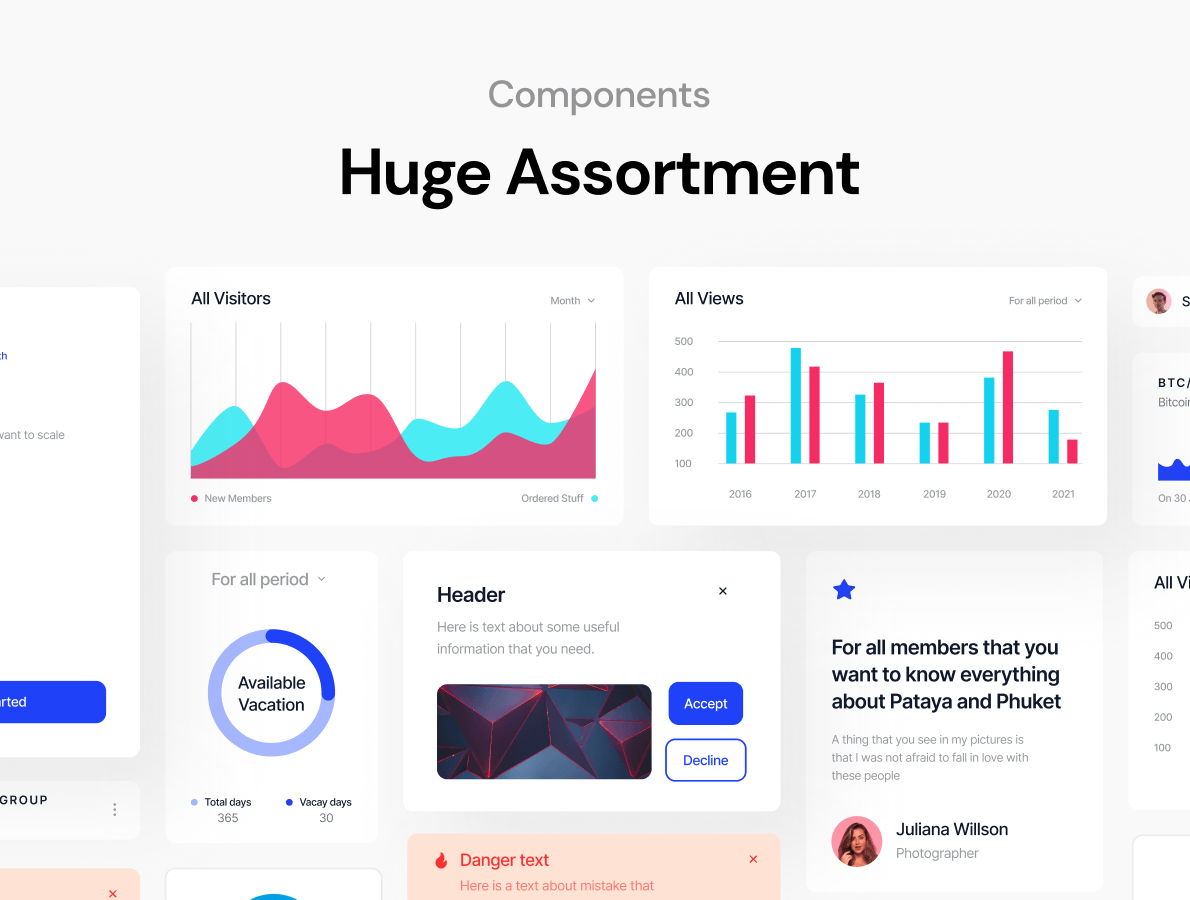 Components
Huge Assortment
want to scale
All Visitors
Month
New Members
Ordered Stuff
All Views
For all period
500
400
300
200
100
2016
2017
2018
2019
2020
2021
S
BTC/
Bitcoin
On 30
For all period
Available
Vacation
Total days
365
Vacay days
30
GROUP
Header
Here is text about some useful
information that you need.
Accept
Decline
Danger text
Here is a text about mistake that
For all members that you
want to know everything
about Pataya and Phuket
A thing that you see in my pictures is
that I was not afraid to fall in love with
these people
Juliana Willson
Photographer
All Vi
500
400
300
200
100